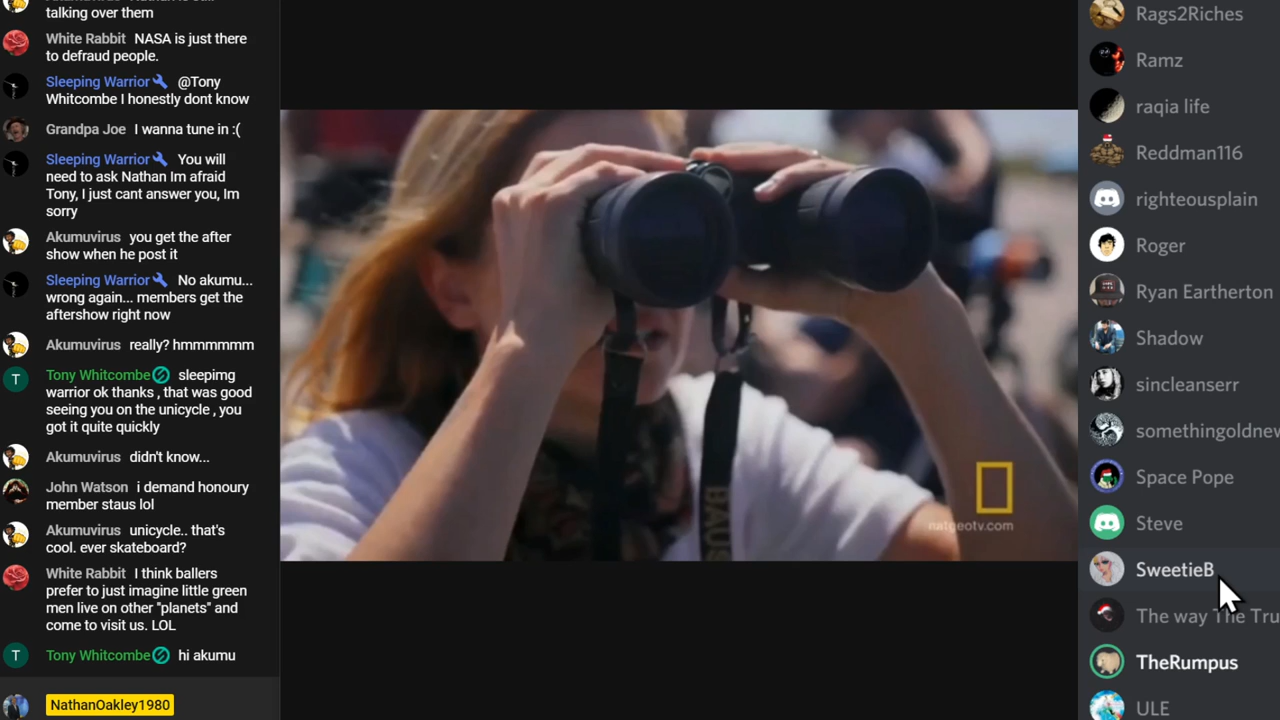 talking over them
White Rabbit NASA is just there
to defraud people.
Sleeping Warrior @Tony
Whitcombe I honestly dont know
Grandpa Joe I wanna tune in :(
Sleeping Warrior You will
need to ask Nathan Im afraid
Tony, I just cant answer you, Im
sorry
Akumuvirus you get the after
show when he post it
Sleeping Warrior No akumu...
wrong again... members get the
aftershow right now
Akumuvirus really? hmmmmmm
T Tony Whitcombe sleepimg
warrior ok thanks , that was good
seeing you on the unicycle , you
got it quite quickly
Akumuvirus didn't know...
John Watson i demand honoury
member staus lol
Akumuvirus unicycle.. that's
cool. ever skateboard?
White Rabbit I think ballers
prefer to just imagine little green
men live on other "planets" and
come to visit us. LOL
T Tony Whitcombe hi akumu
NathanOakley1980
BAUS
natgeotv.com
Rags2Riches
Ramz
raqia life
Reddman116
righteousplain
Roger
Ryan Eartherton
Shadow
sincleanserr
somethingoldnew
Space Pope
Steve
SweetieB
The way The Tru
TheRumpus
ULE